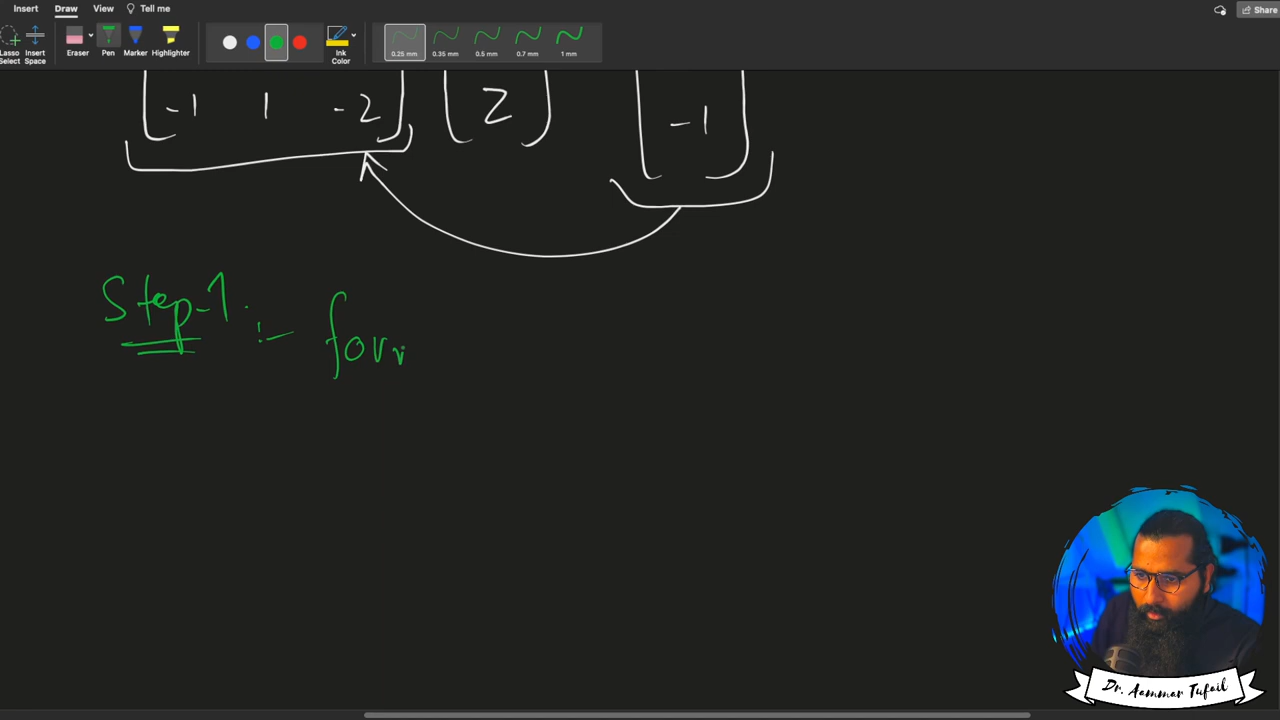 Insert Draw View Tell me
Share
Lasso Select
Insert Space
Eraser
Pen
Marker
Highlighter
Ink Color
0.25 mm 0.35 mm 0.5 mm 0.7 mm 1 mm
-1 1 -2 z -1
Step-1 :- forr
Dr. Aammar Tufail